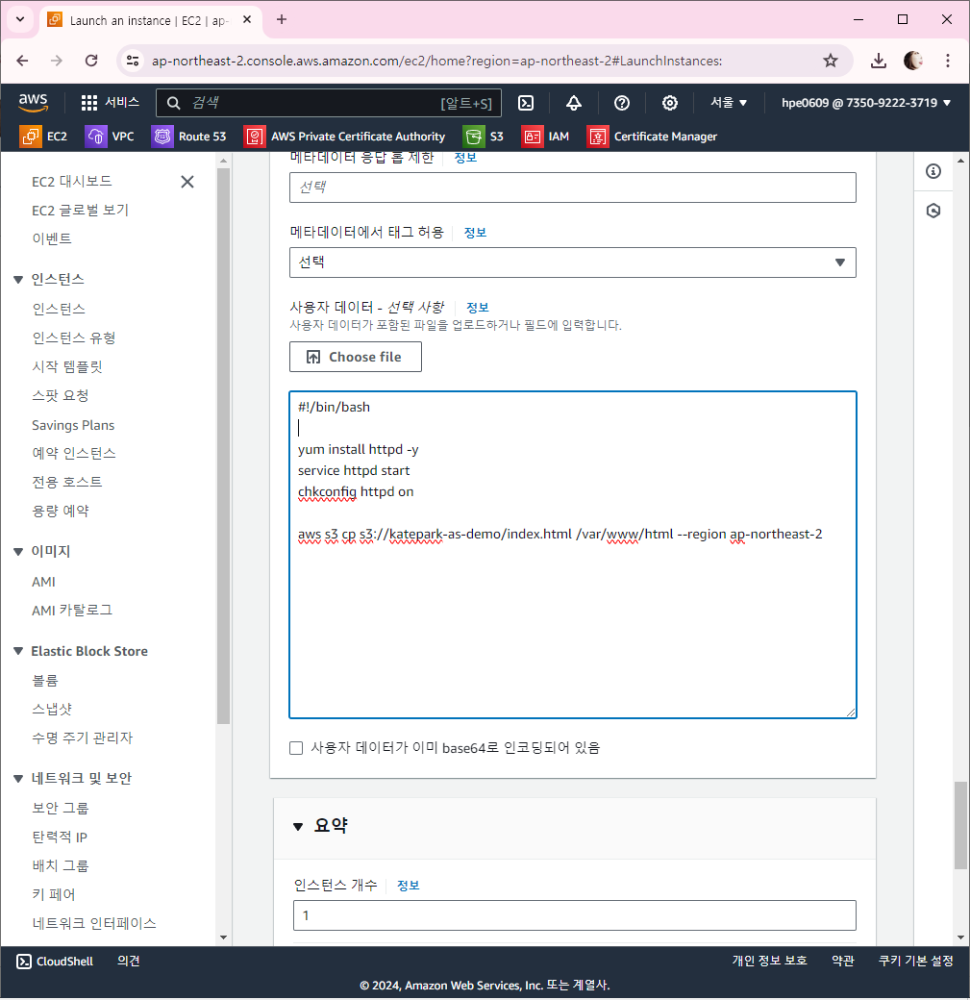 Launch an instance | EC2 | ap-
ap-northeast-2.console.aws.amazon.com/ec2/home?region=ap-northeast-2#LaunchInstances:
aws 서비스 검색 [알트+S] 서울 hpe0609 @ 7350-9222-3719
EC2 VPC Route 53 AWS Private Certificate Authority S3 IAM Certificate Manager
EC2 대시보드
EC2 글로벌 보기
이벤트
인스턴스
인스턴스
인스턴스 유형
시작 템플릿
스팟 요청
Savings Plans
예약 인스턴스
전용 호스트
용량 예약
이미지
AMI
AMI 카탈로그
Elastic Block Store
볼륨
스냅샷
수명 주기 관리자
네트워크 및 보안
보안 그룹
탄력적 IP
배치 그룹
키 페어
네트워크 인터페이스
메타데이터 응답 홉 제한 정보
선택
메타데이터에서 태그 허용 정보
선택
사용자 데이터 - 선택 사항 정보
사용자 데이터가 포함된 파일을 업로드하거나 필드에 입력합니다.
Choose file
#!/bin/bash
yum install httpd -y
service httpd start
chkconfig httpd on
aws s3 cp s3://katepark-as-demo/index.html /var/www/html --region ap-northeast-2
사용자 데이터가 이미 base64로 인코딩되어 있음
요약
인스턴스 개수 정보
1
CloudShell 의견 개인 정보 보호 약관 쿠키 기본 설정
© 2024, Amazon Web Services, Inc. 또는 계열사.